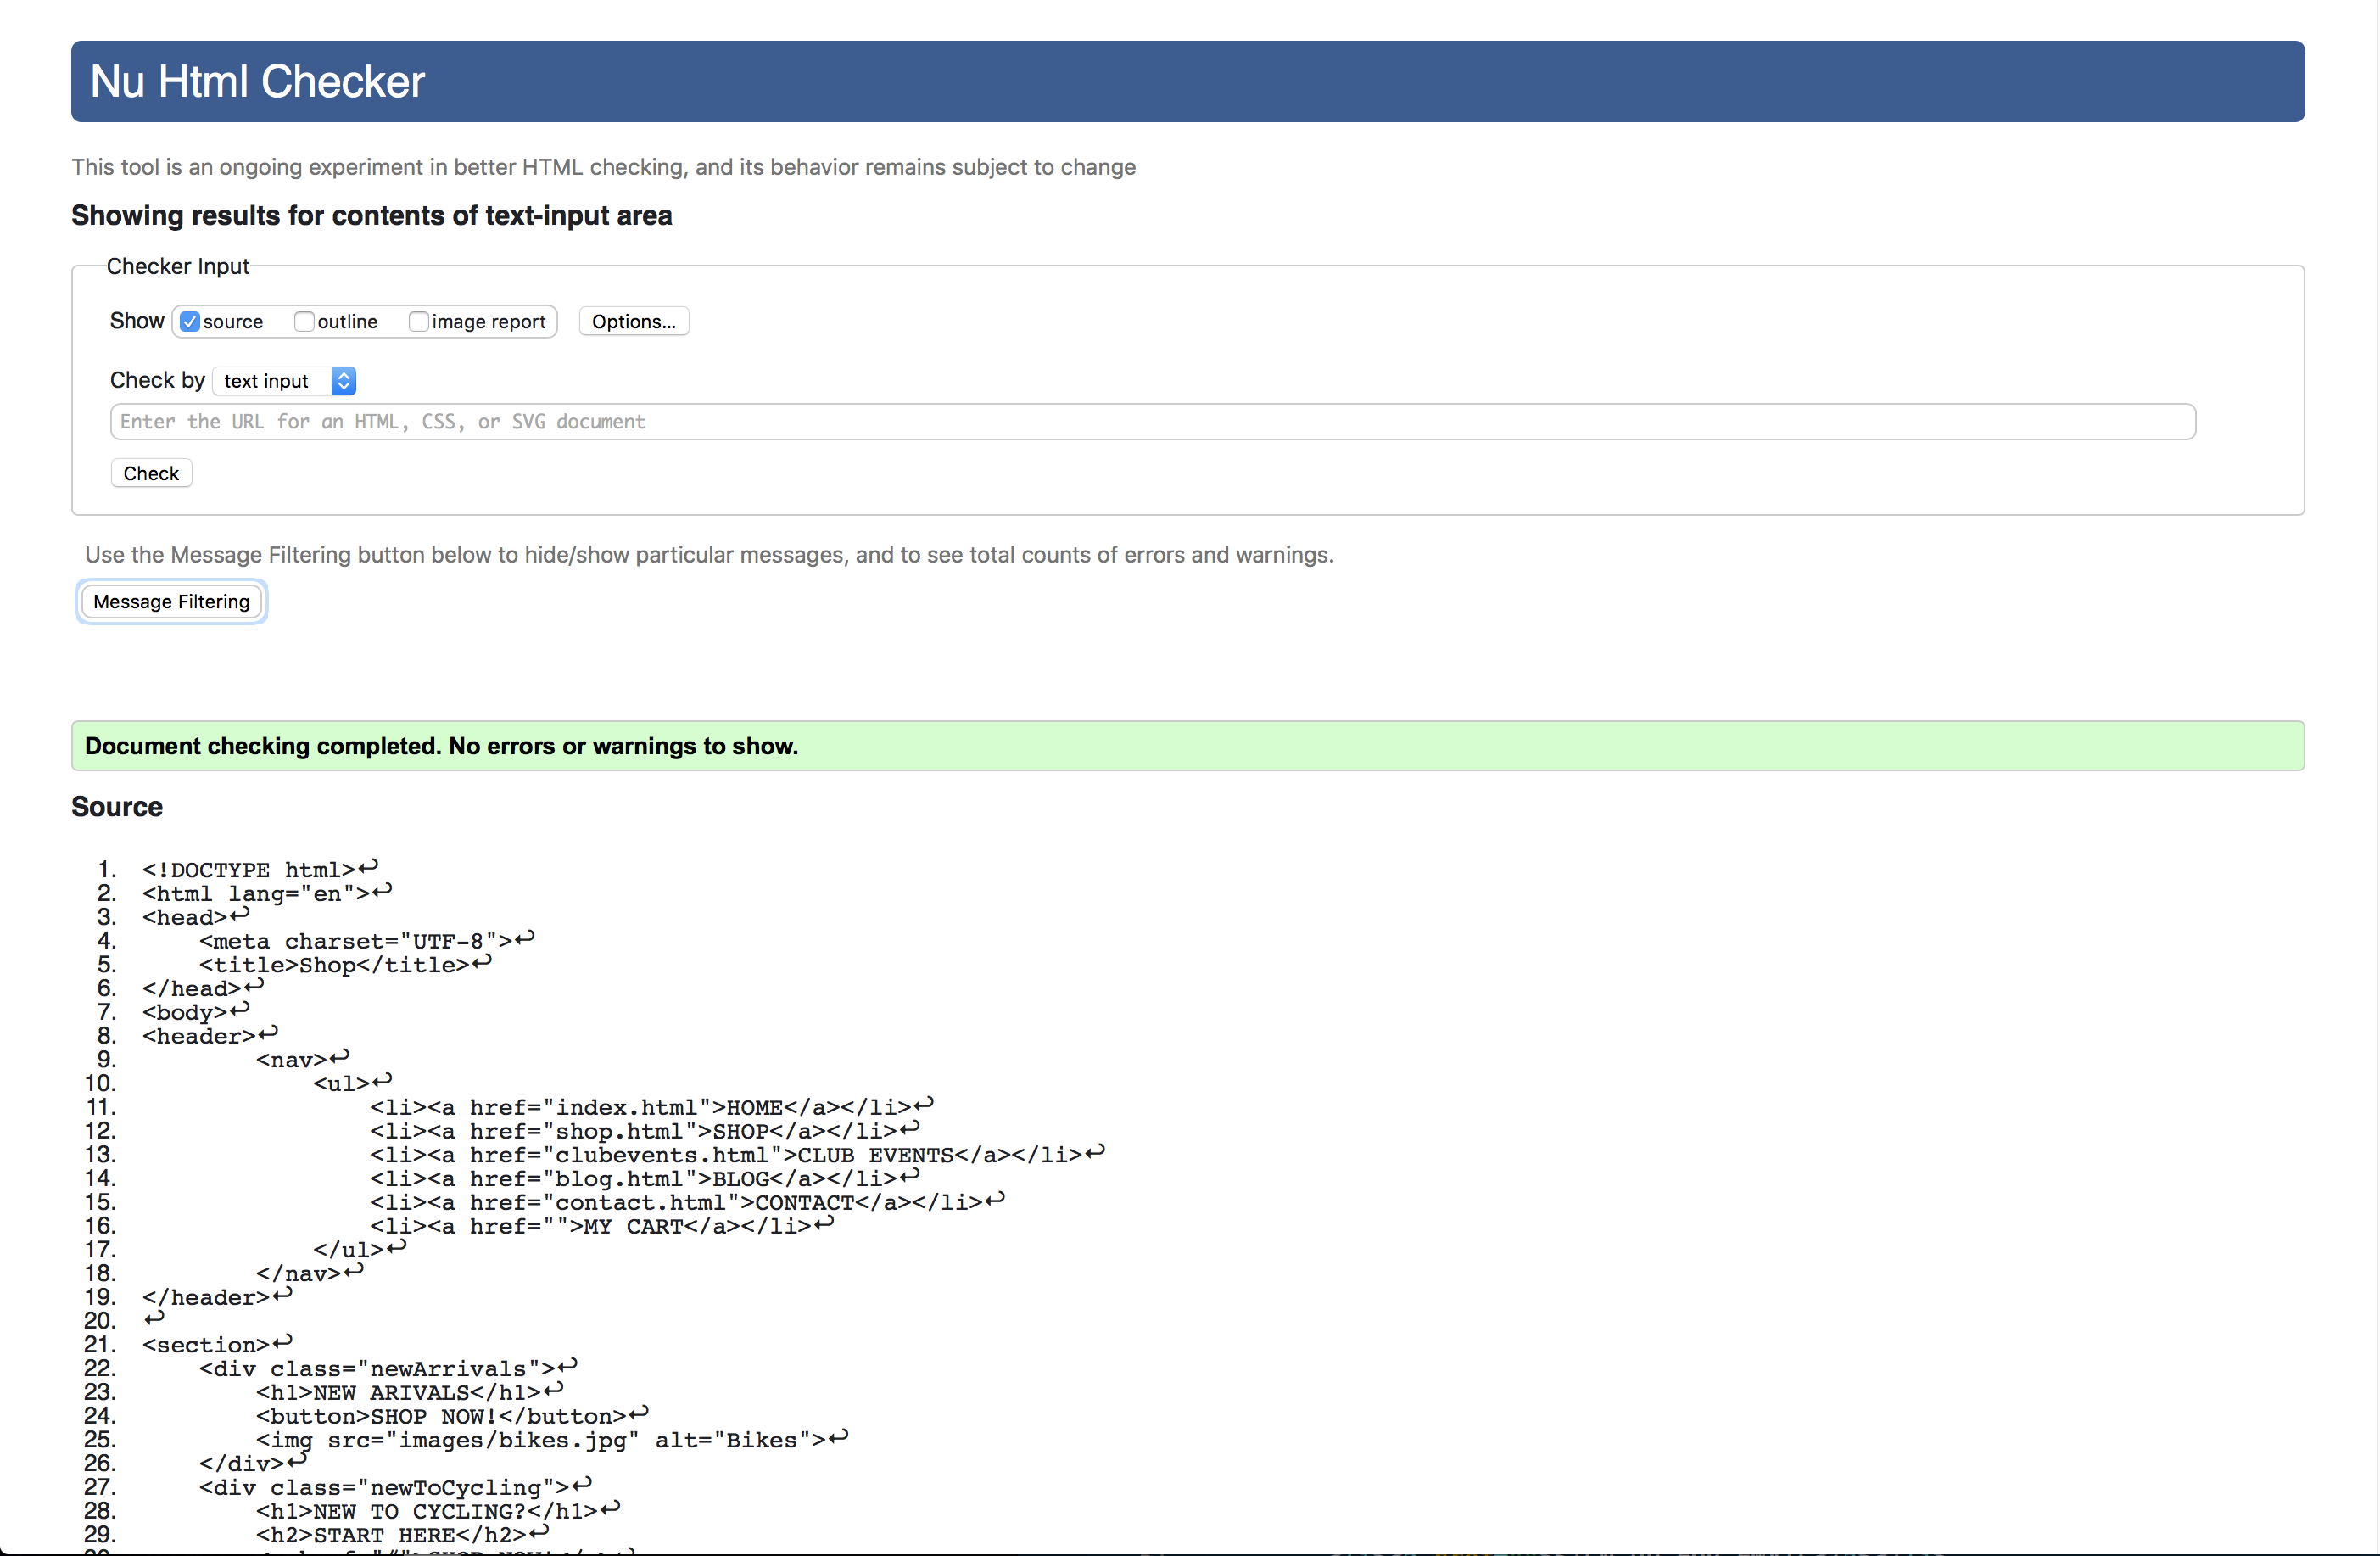 Nu Html Checker
This tool is an ongoing experiment in better HTML checking, and its behavior remains subject to change
Showing results for contents of text-input area
Checker Input
Show source outline image report Options...
Check by text input
Enter the URL for an HTML, CSS, or SVG document
Check
Use the Message Filtering button below to hide/show particular messages, and to see total counts of errors and warnings.
Message Filtering
Document checking completed. No errors or warnings to show.
Source
1. <!DOCTYPE html>↩
2. <html lang="en">↩
3. <head>↩
4.     <meta charset="UTF-8">↩
5.     <title>Shop</title>↩
6. </head>↩
7. <body>↩
8. <header>↩
9.         <nav>↩
10.             <ul>↩
11.                 <li><a href="index.html">HOME</a></li>↩
12.                 <li><a href="shop.html">SHOP</a></li>↩
13.                 <li><a href="clubevents.html">CLUB EVENTS</a></li>↩
14.                 <li><a href="blog.html">BLOG</a></li>↩
15.                 <li><a href="contact.html">CONTACT</a></li>↩
16.                 <li><a href="">MY CART</a></li>↩
17.             </ul>↩
18.         </nav>↩
19. </header>↩
20. ↩
21. <section>↩
22.     <div class="newArrivals">↩
23.         <h1>NEW ARIVALS</h1>↩
24.         <button>SHOP NOW!</button>↩
25.         <img src="images/bikes.jpg" alt="Bikes">↩
26.     </div>↩
27.     <div class="newToCycling">↩
28.         <h1>NEW TO CYCLING?</h1>↩
29.         <h2>START HERE</h2>↩